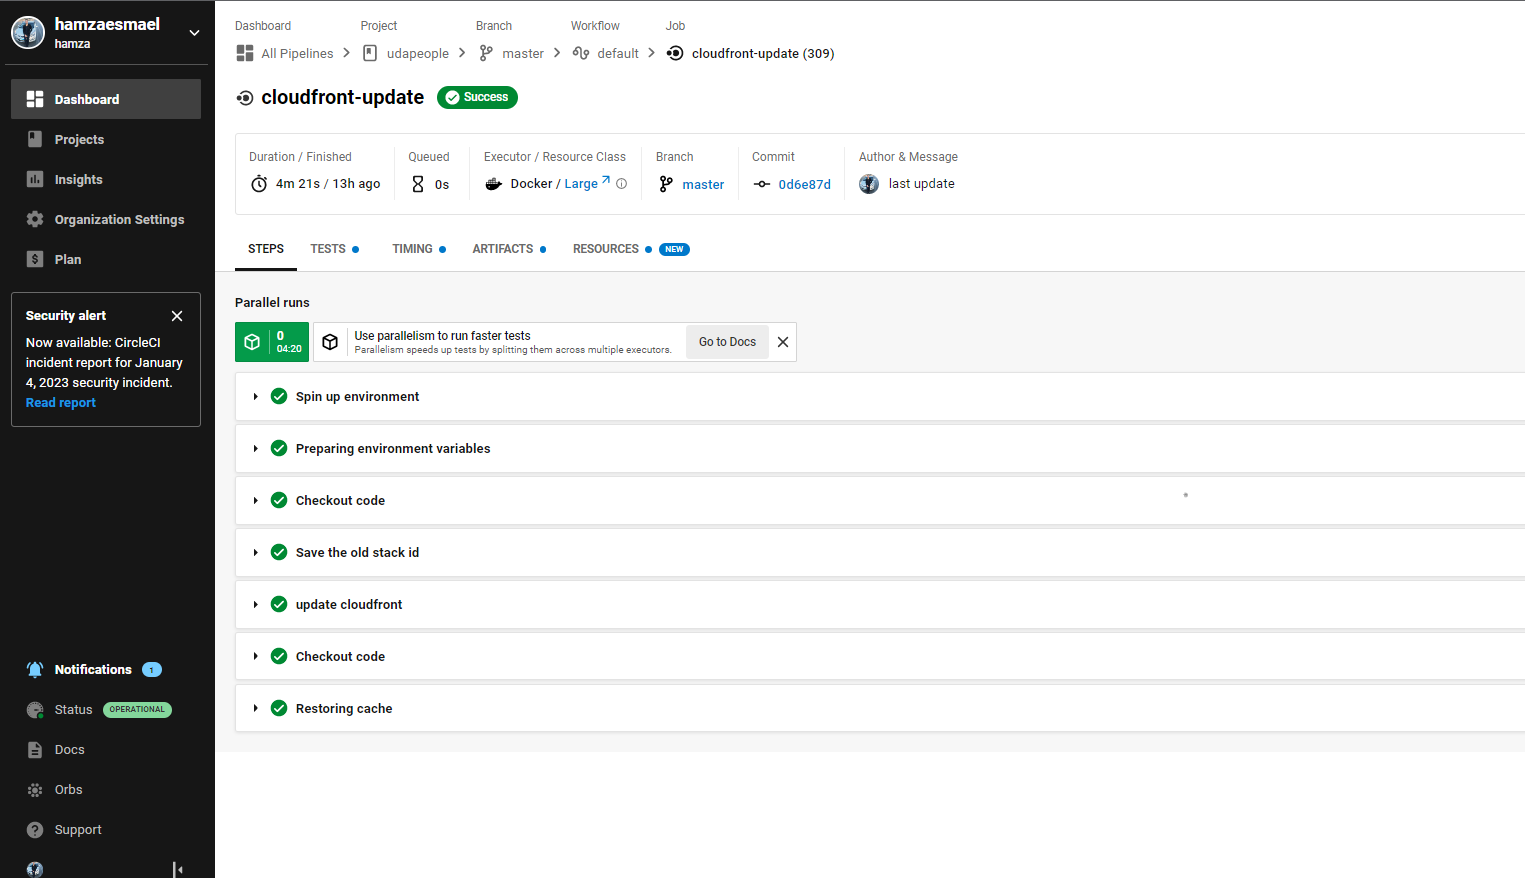 hamzaesmael
hamza
Dashboard
Projects
Insights
Organization Settings
Plan
Security alert
Now available: CircleCI
incident report for January
4, 2023 security incident.
Read report
Notifications 1
Status OPERATIONAL
Docs
Orbs
Support
Dashboard Project Branch Workflow Job
All Pipelines udapeople master default cloudfront-update (309)
cloudfront-update Success
Duration / Finished Queued Executor / Resource Class Branch Commit Author & Message
4m 21s / 13h ago 0s Docker / Large master 0d6e87d last update
STEPS TESTS TIMING ARTIFACTS RESOURCES NEW
Parallel runs
0
04:20
Use parallelism to run faster tests
Parallelism speeds up tests by splitting them across multiple executors.
Go to Docs
Spin up environment
Preparing environment variables
Checkout code
Save the old stack id
update cloudfront
Checkout code
Restoring cache